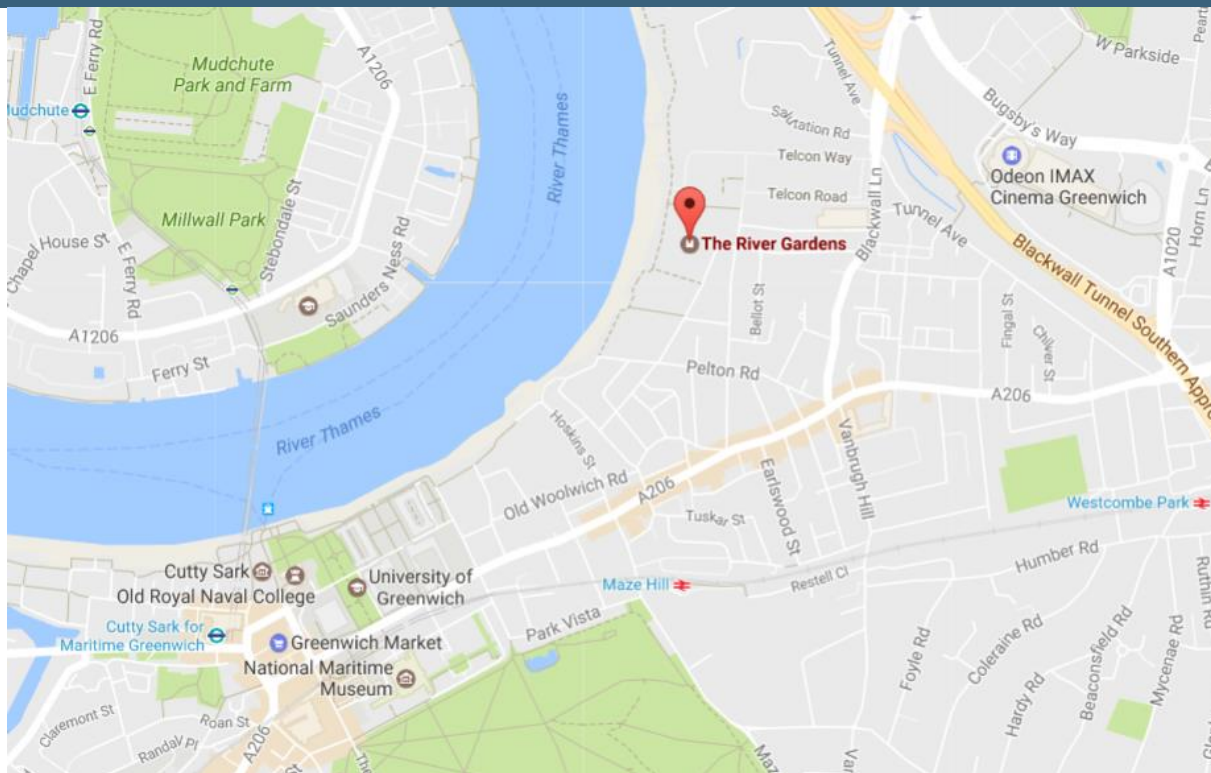 E Ferry Rd
A1206
Mudchute
Park and Farm
Mudchute
Millwall Park
Stebondale St
Chapel House St
E Ferry Rd
Saunders Ness Rd
A1206
Ferry St
River Thames
River Thames
Tunnel Ave
Salutation Rd
Telcon Way
Telcon Road
Blackwall Ln
Tunnel Ave
W Parkside
Bugsby's Way
Odeon IMAX
Cinema Greenwich
Horn Ln
A1020
Blackwall Tunnel Southern Appro
The River Gardens
Bellot St
Fingal St
Chilver St
Pelton Rd
A206
Hoskins St
Vanbrugh Hill
Old Woolwich Rd
A206
Earlswood St
Tuskar St
Westcombe Park
Maze Hill
Restell Cl
Humber Rd
Ruthin Rd
Cutty Sark
Old Royal Naval College
University of
Greenwich
Cutty Sark for
Maritime Greenwich
Greenwich Market
National Maritime
Museum
Park Vista
Foyle Rd
Coleraine Rd
Hardy Rd
Beaconsfield Rd
Mycenae Rd
Claremont St
Roan St
Randall Pl
A206
The
Maz
Van